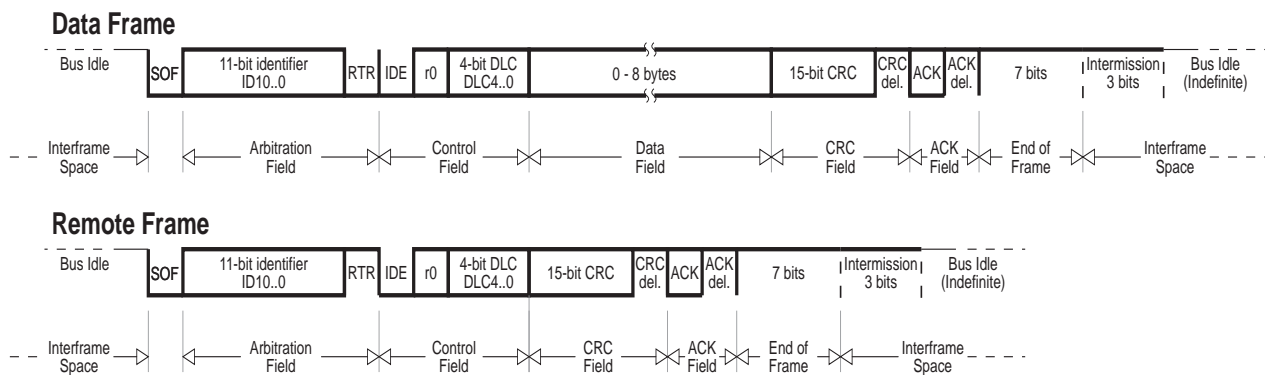 Data Frame
Bus Idle
SOF
11-bit identifier
ID10..0
RTR
IDE
r0
4-bit DLC
DLC4..0
0 - 8 bytes
15-bit CRC
CRC
del.
ACK
ACK
del.
7 bits
Intermission
3 bits
Bus Idle
(Indefinite)
Interframe
Space
Arbitration
Field
Control
Field
Data
Field
CRC
Field
ACK
Field
End of
Frame
Interframe
Space
Remote Frame
Bus Idle
SOF
11-bit identifier
ID10..0
RTR
IDE
r0
4-bit DLC
DLC4..0
15-bit CRC
CRC
del.
ACK
ACK
del.
7 bits
Intermission
3 bits
Bus Idle
(Indefinite)
Interframe
Space
Arbitration
Field
Control
Field
CRC
Field
ACK
Field
End of
Frame
Interframe
Space